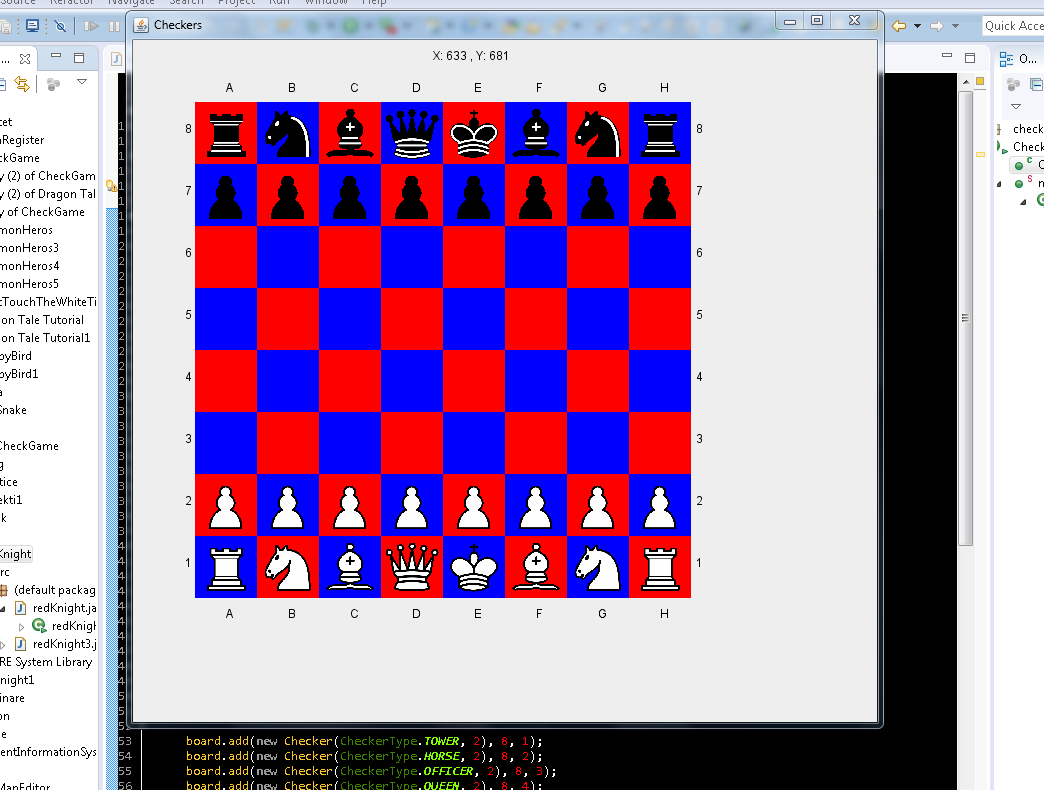 Source Refactor Navigate Search Project Run Window Help
Checkers
Quick Acce
X: 633 , Y: 681
O...
A B C D E F G H
8 8
7 7
6 6
5 5
4 4
3 3
2 2
1 1
A B C D E F G H
nRegister
ckGame
y (2) of CheckGam
y (2) of Dragon Tal
y of CheckGame
monHeros
monHeros3
monHeros4
monHeros5
tTouchTheWhiteTi
on Tale Tutorial
on Tale Tutorial1
pyBird
pyBird1
a
Snake
CheckGame
g
tice
ekti1
k
Knight
rc
(default packag
redKnight.ja
redKnigh
redKnight3.j
RE System Library
night1
inare
on
e
entInformationSys
MapEditor
check
Check
C
53 board.add(new Checker(CheckerType.TOWER, 2), 8, 1);
54 board.add(new Checker(CheckerType.HORSE, 2), 8, 2);
55 board.add(new Checker(CheckerType.OFFICER, 2), 8, 3);
56 board.add(new Checker(CheckerType.QUEEN, 2), 8, 4);